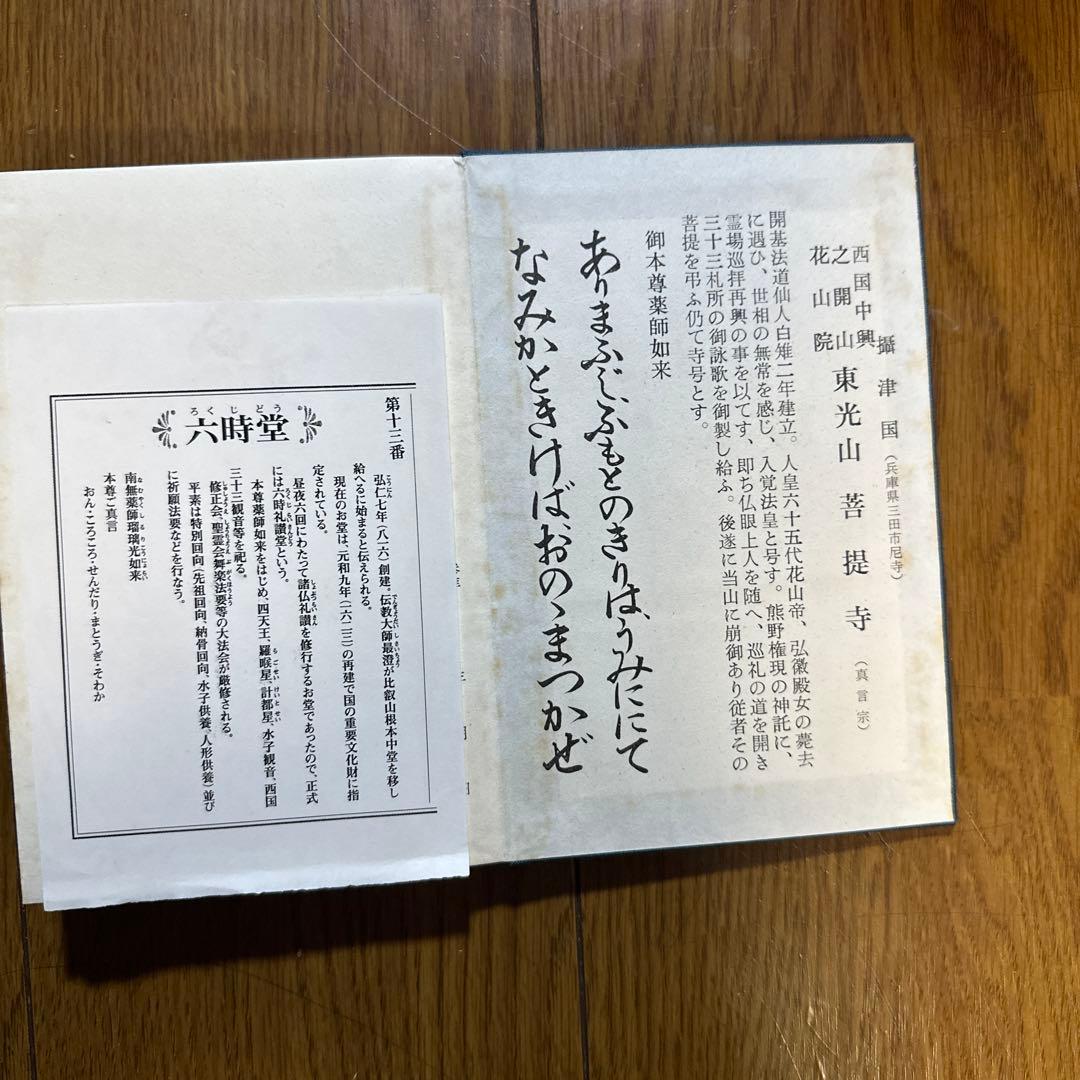 攝津国（兵庫県三田市尼寺）
西国中興
之開山
花山院
東光山菩提寺（真言宗）
開基法道仙人白雉二年建立。人皇六十五代花山帝、弘徽殿女の薨去
に遇ひ、世相の無常を感じ、入覚法皇と号す。熊野権現の神託に、
霊場巡拝再興の事を以てす、即ち仏眼上人を随へ、巡礼の道を開き
三十三札所の御詠歌を御製し給ふ。後遂に当山に崩御あり従者その
菩提を弔ふ仍て寺号とす。
御本尊薬師如来
ありまふじ、ふもとのきりは、うみににて
なみかときけば、おのゝまつかぜ
第十三番
六時堂
ろくじどう
弘仁七年（八一六）創建。伝教大師最澄が比叡山根本中堂を移し
給へるに始まると伝えられる。
現在のお堂は、元和九年（一六二三）の再建で国の重要文化財に指
定されている。
昼夜六回にわたって諸仏礼讃を修行するお堂であったので、正式
には六時礼讃堂という。
本尊薬師如来をはじめ、四天王、羅睺星、計都星、水子観音、西国
三十三観音等を祀る。
修正会、聖霊会舞楽法要等の大法会が厳修される。
平素は特別回向（先祖回向、納骨回向、水子供養、人形供養）並び
に祈願法要などを行なう。
南無薬師瑠璃光如来
本尊ご真言
おん・ころころ・せんだり・まとうぎ・そわか